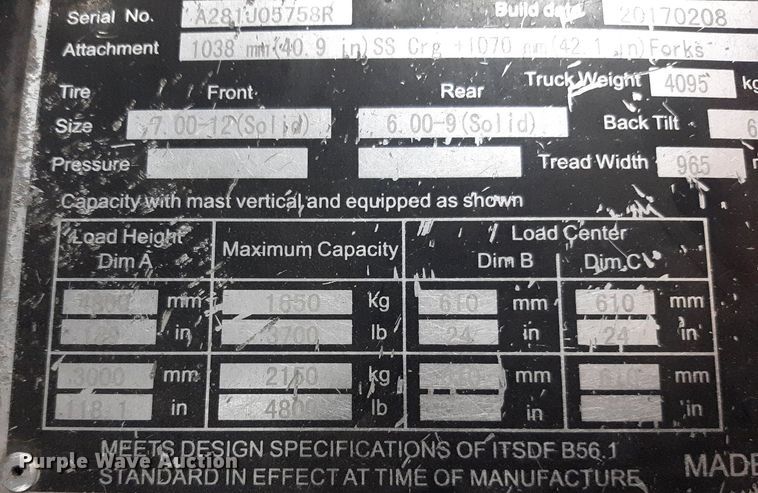 Serial No. A281J05758R Build date 20170208
Attachment 1038 mm(40.9 in)SS Crg +1070 mm(42.1 in)Forks
Tire Front Rear Truck Weight 4095 kg
Size 7.00-12(Solid) 6.00-9(Solid) Back Tilt 6
Pressure Tread Width 965
Capacity with mast vertical and equipped as shown
Load Height Maximum Capacity Load Center
Dim A Dim B Dim C
mm 1650 kg 610 mm 610 mm
in 3700 lb 24 in 24 in
3000 mm 2150 kg mm 610 mm
118.1 in 4800 lb in in
MEETS DESIGN SPECIFICATIONS OF ITSDF B56.1
STANDARD IN EFFECT AT TIME OF MANUFACTURE
MADE
Purple Wave Auction